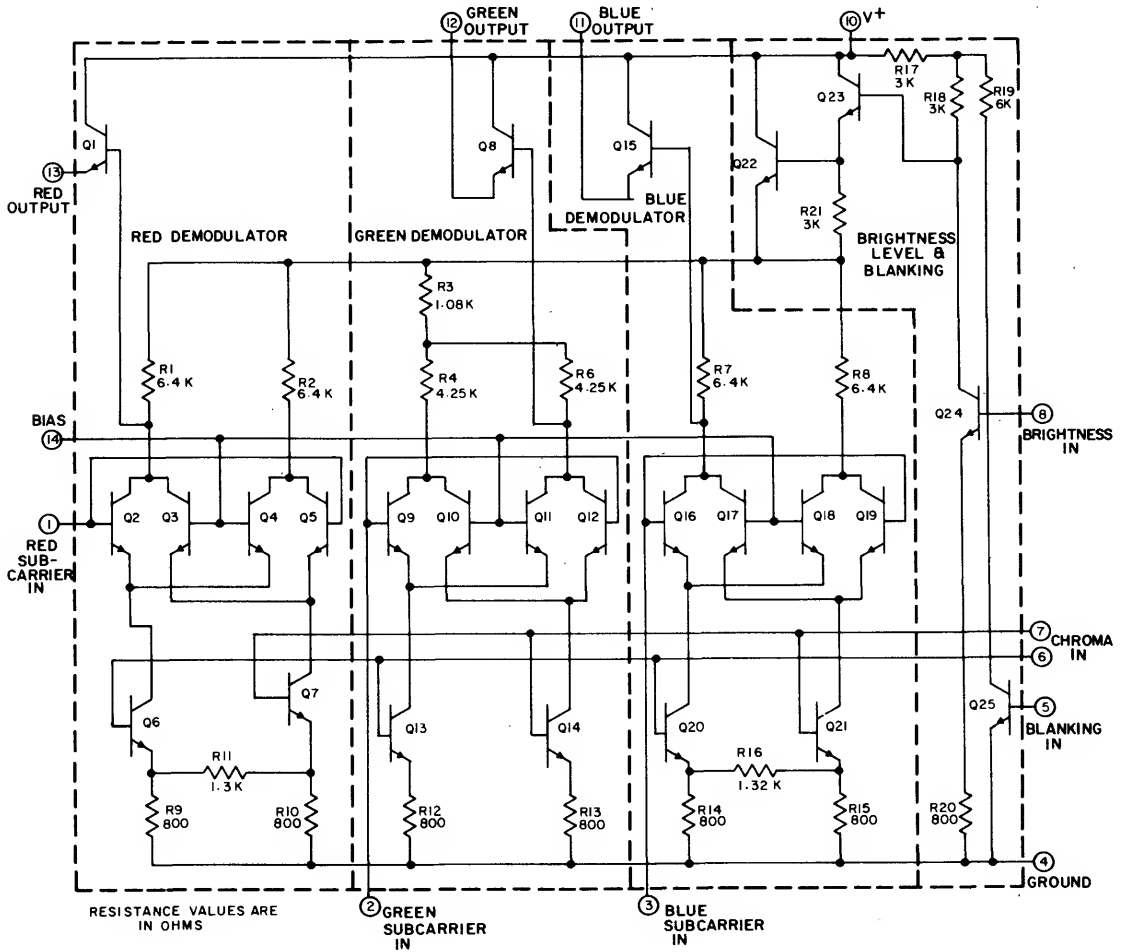 12 GREEN OUTPUT
11 BLUE OUTPUT
10 V+
R17 3K
R18 3K
R19 6K
Q23
Q1
Q8
Q15
Q22
13 RED OUTPUT
R21 3K
BLUE DEMODULATOR
RED DEMODULATOR
GREEN DEMODULATOR
BRIGHTNESS LEVEL & BLANKING
R3 1.08K
R1 6.4K
R2 6.4K
R4 4.25K
R6 4.25K
R7 6.4K
R8 6.4K
Q24
8 BRIGHTNESS IN
BIAS 14
1 RED SUB-CARRIER IN
Q2
Q3
Q4
Q5
Q9
Q10
Q11
Q12
Q16
Q17
Q18
Q19
7 CHROMA IN
6
Q6
Q7
Q13
Q14
Q20
Q21
Q25
5 BLANKING IN
R11 1.3K
R16 1.32K
R9 800
R10 800
R12 800
R13 800
R14 800
R15 800
R20 800
4 GROUND
RESISTANCE VALUES ARE IN OHMS
2 GREEN SUBCARRIER IN
3 BLUE SUBCARRIER IN